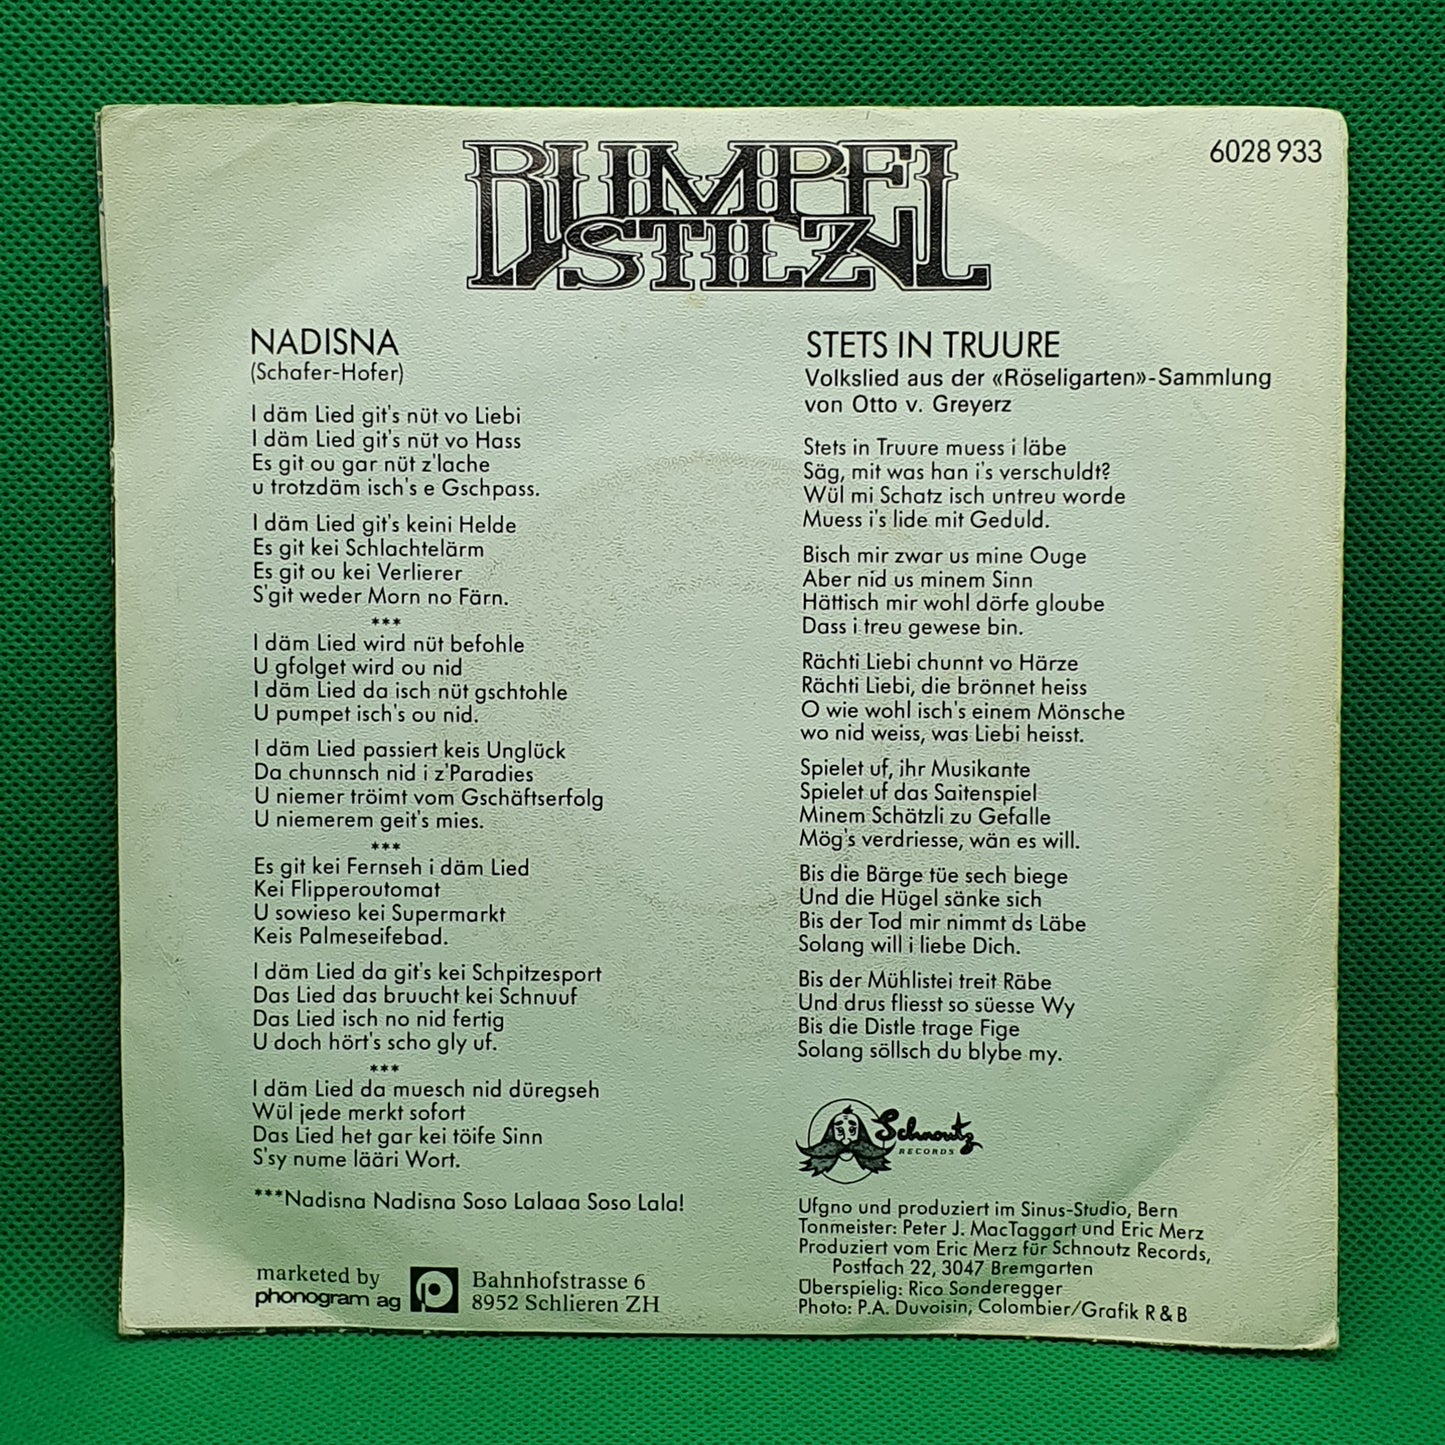 RUMPEL
STILZ
6028 933
NADISNA
(Schafer-Hofer)
I däm Lied git's nüt vo Liebi
I däm Lied git's nüt vo Hass
Es git ou gar nüt z'lache
u trotzdäm isch's e Gschpass.
I däm Lied git's keini Helde
Es git kei Schlachtelärm
Es git ou kei Verlierer
S'git weder Morn no Färn.
***
I däm Lied wird nüt befohle
U gfolget wird ou nid
I däm Lied da isch nüt gschtohle
U pumpet isch's ou nid.
I däm Lied passiert keis Unglück
Da chunnsch nid i z'Paradies
U niemer tröimt vom Gschäftserfolg
U niemerem geit's mies.
***
Es git kei Fernseh i däm Lied
Kei Flipperoutomat
U sowieso kei Supermarkt
Keis Palmeseifebad.
I däm Lied da git's kei Schpitzesport
Das Lied das bruucht kei Schnuuf
Das Lied isch no nid fertig
U doch hört's scho gly uf.
***
I däm Lied da muesch nid düregseh
Wül jede merkt sofort
Das Lied het gar kei töife Sinn
S'sy nume lääri Wort.
***Nadisna Nadisna Soso Lalaaa Soso Lala!
marketed by
phonogram ag
Bahnhofstrasse 6
8952 Schlieren ZH
STETS IN TRUURE
Volkslied aus der «Röseligarten»-Sammlung
von Otto v. Greyerz
Stets in Truure muess i läbe
Säg, mit was han i's verschuldt?
Wül mi Schatz isch untreu worde
Muess i's lide mit Geduld.
Bisch mir zwar us mine Ouge
Aber nid us minem Sinn
Hättisch mir wohl dörfe gloube
Dass i treu gewese bin.
Rächti Liebi chunnt vo Härze
Rächti Liebi, die brönnet heiss
O wie wohl isch's einem Mönsche
wo nid weiss, was Liebi heisst.
Spielet uf, ihr Musikante
Spielet uf das Saitenspiel
Minem Schätzli zu Gefalle
Mög's verdriesse, wän es will.
Bis die Bärge tüe sech biege
Und die Hügel sänke sich
Bis der Tod mir nimmt ds Läbe
Solang will i liebe Dich.
Bis der Mühlistei treit Räbe
Und drus fliesst so süesse Wy
Bis die Distle trage Fige
Solang söllsch du blybe my.
Schnoutz
RECORDS
Ufgno und produziert im Sinus-Studio, Bern
Tonmeister: Peter J. MacTaggart und Eric Merz
Produziert vom Eric Merz für Schnoutz Records,
Postfach 22, 3047 Bremgarten
Überspielig: Rico Sonderegger
Photo: P.A. Duvoisin, Colombier/Grafik R & B